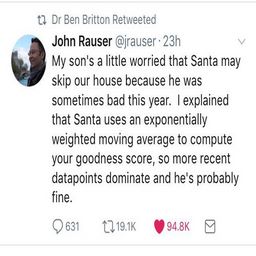 Dr Ben Britton Retweeted
John Rauser @jrauser · 23h
My son's a little worried that Santa may
skip our house because he was
sometimes bad this year. I explained
that Santa uses an exponentially
weighted moving average to compute
your goodness score, so more recent
datapoints dominate and he's probably
fine.
631 19.1K 94.8K